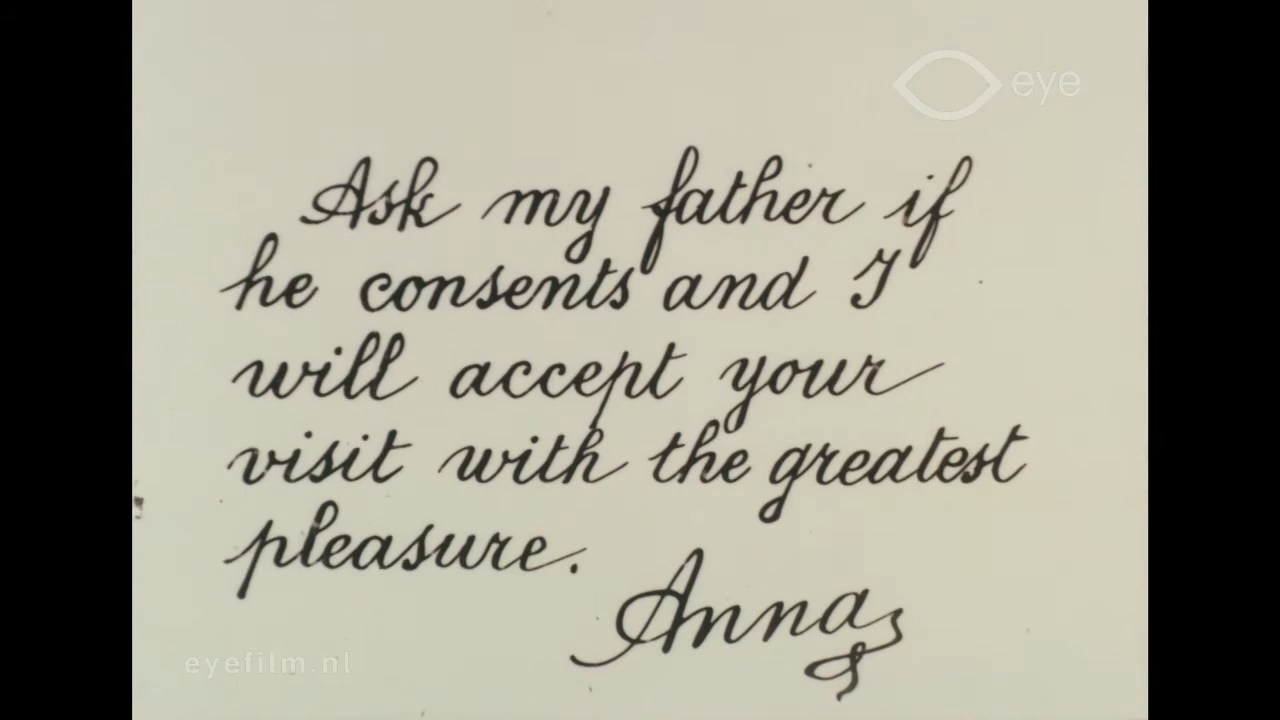 eye
Ask my father if
he consents and I
will accept your
visit with the greatest
pleasure.
Anna
eyefilm.nl